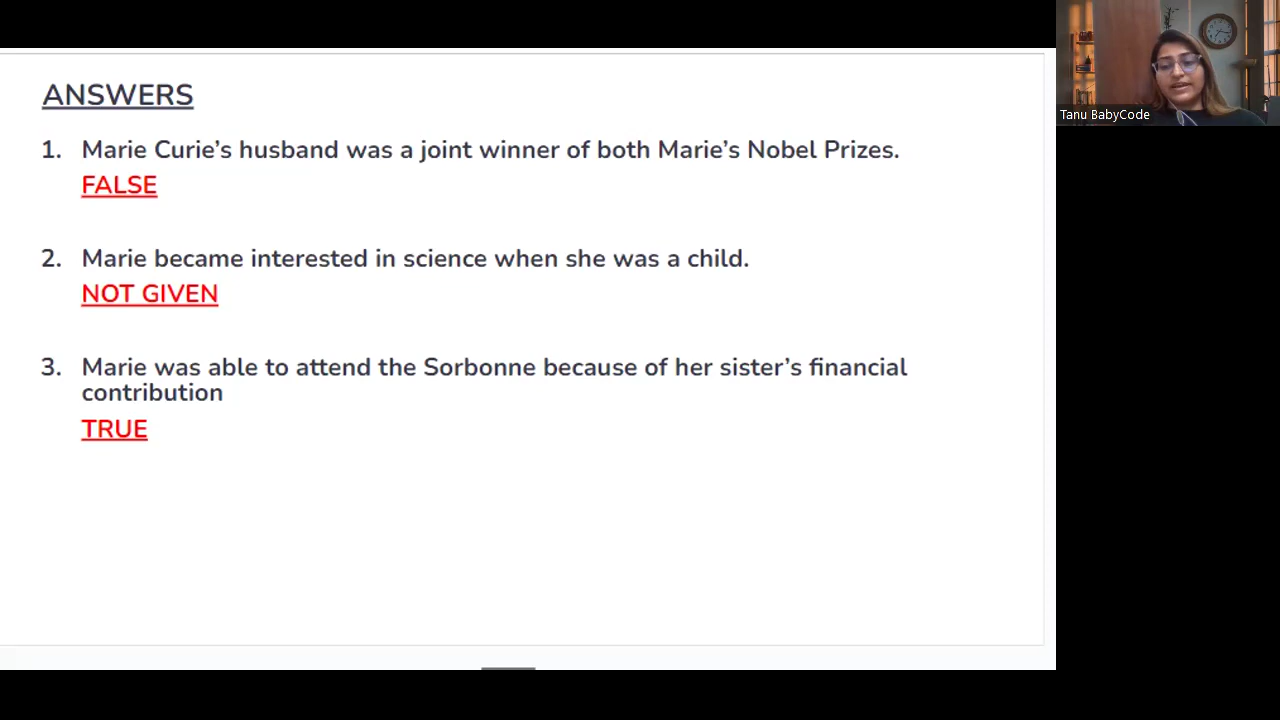 ANSWERS
1. Marie Curie’s husband was a joint winner of both Marie’s Nobel Prizes.
FALSE
2. Marie became interested in science when she was a child.
NOT GIVEN
3. Marie was able to attend the Sorbonne because of her sister’s financial
contribution
TRUE
Tanu BabyCode